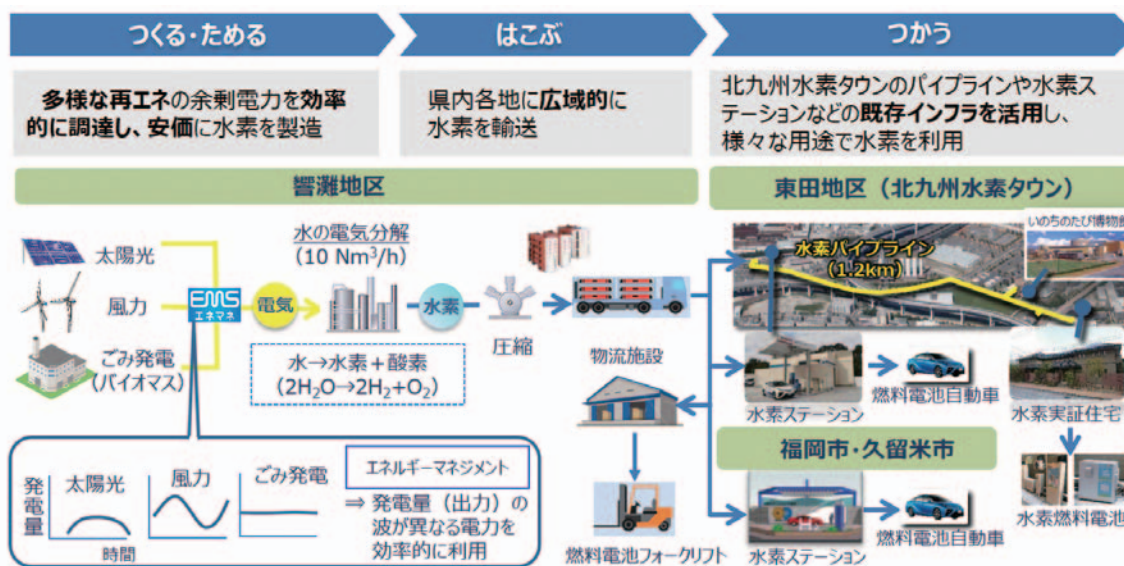 つくる・ためる
はこぶ
つかう
多様な再エネの余剰電力を効率
的に調達し、安価に水素を製造
県内各地に広域的に
水素を輸送
北九州水素タウンのパイプラインや水素ス
テーションなどの既存インフラを活用し、
様々な用途で水素を利用
響灘地区
東田地区（北九州水素タウン）
太陽光
風力
ごみ発電
(バイオマス)
EMS
エネマネ
電気
水の電気分解
(10 Nm³/h)
水→水素＋酸素
(2H₂O→2H₂+O₂)
水素
圧縮
物流施設
燃料電池フォークリフト
水素パイプライン
(1.2km)
いのちのたび博物館
水素ステーション
燃料電池自動車
水素実証住宅
水素燃料電池
福岡市・久留米市
水素ステーション
燃料電池自動車
発電量
太陽光
風力
ごみ発電
時間
エネルギーマネジメント
⇒ 発電量（出力）の
波が異なる電力を
効率的に利用